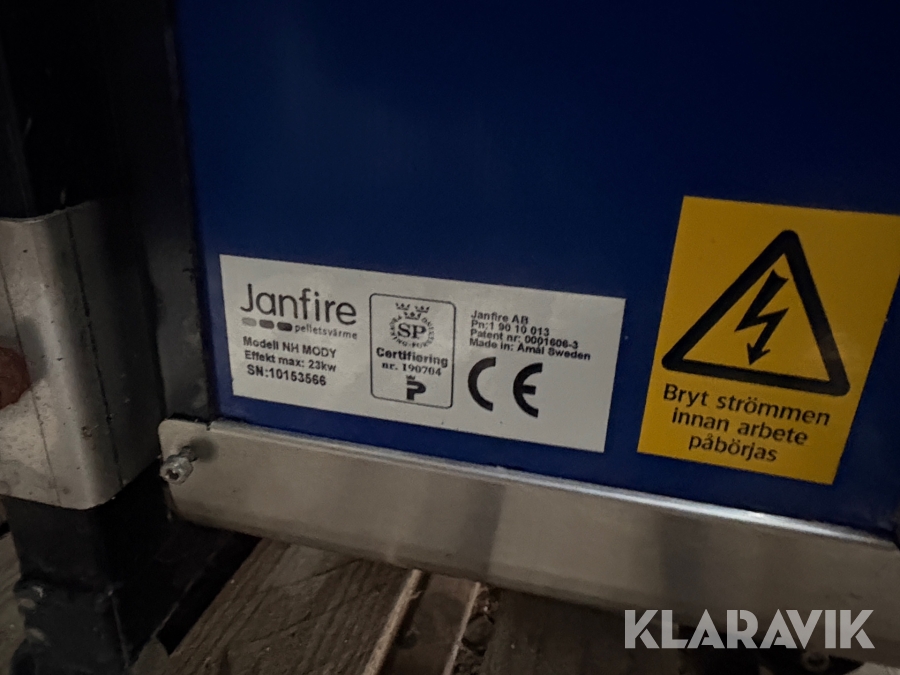 Janfire
pelletsvärme
Modell NH MODY
Effekt max: 23kw
SN:10153566
SP
Certifiering
nr. 190704
P
Janfire AB
Pn:1 90 10 013
Patent nr: 0001606-3
Made in: Amål Sweden
CE
Bryt strömmen
innan arbete
påbörjas
KLARAVIK